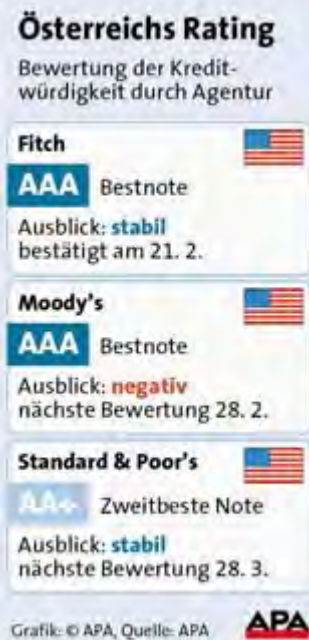 Österreichs Rating
Bewertung der Kredit-
würdigkeit durch Agentur
Fitch
AAA Bestnote
Ausblick: stabil
bestätigt am 21. 2.
Moody's
AAA Bestnote
Ausblick: negativ
nächste Bewertung 28. 2.
Standard & Poor's
AA+ Zweitbeste Note
Ausblick: stabil
nächste Bewertung 28. 3.
Grafik: © APA, Quelle: APA APA